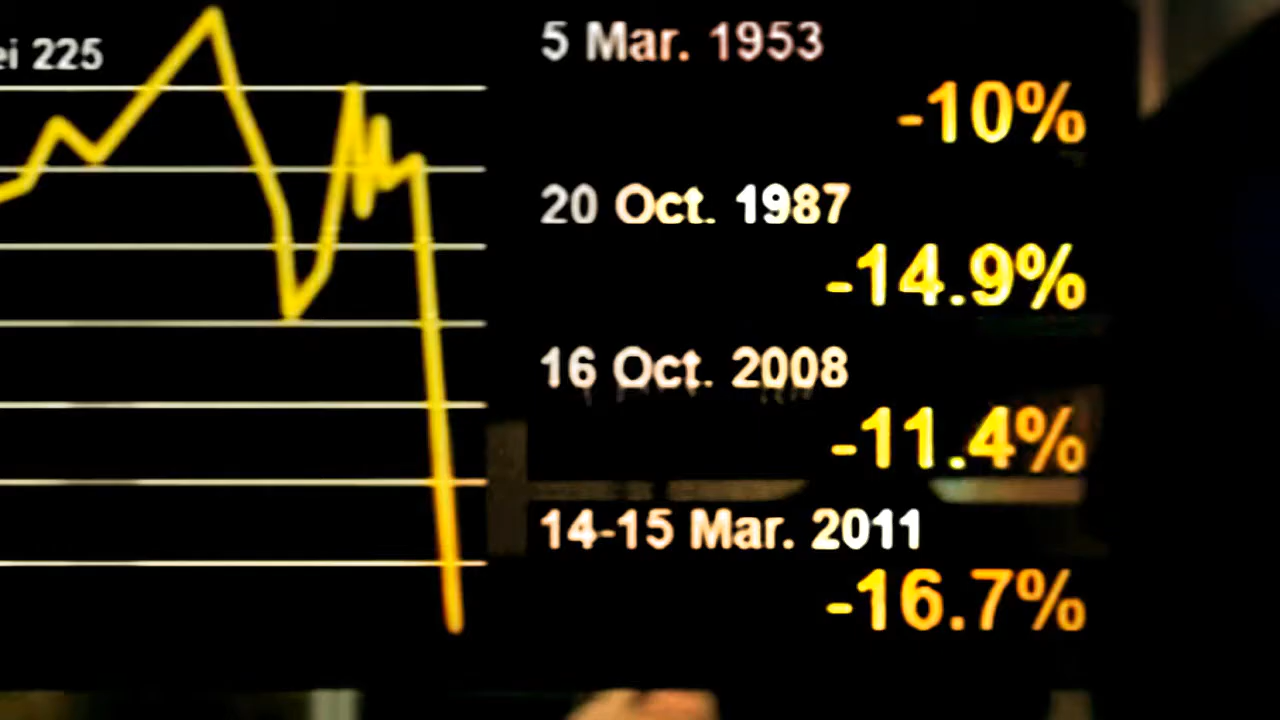 ei 225
5 Mar. 1953
-10%
20 Oct. 1987
-14.9%
16 Oct. 2008
-11.4%
14-15 Mar. 2011
-16.7%